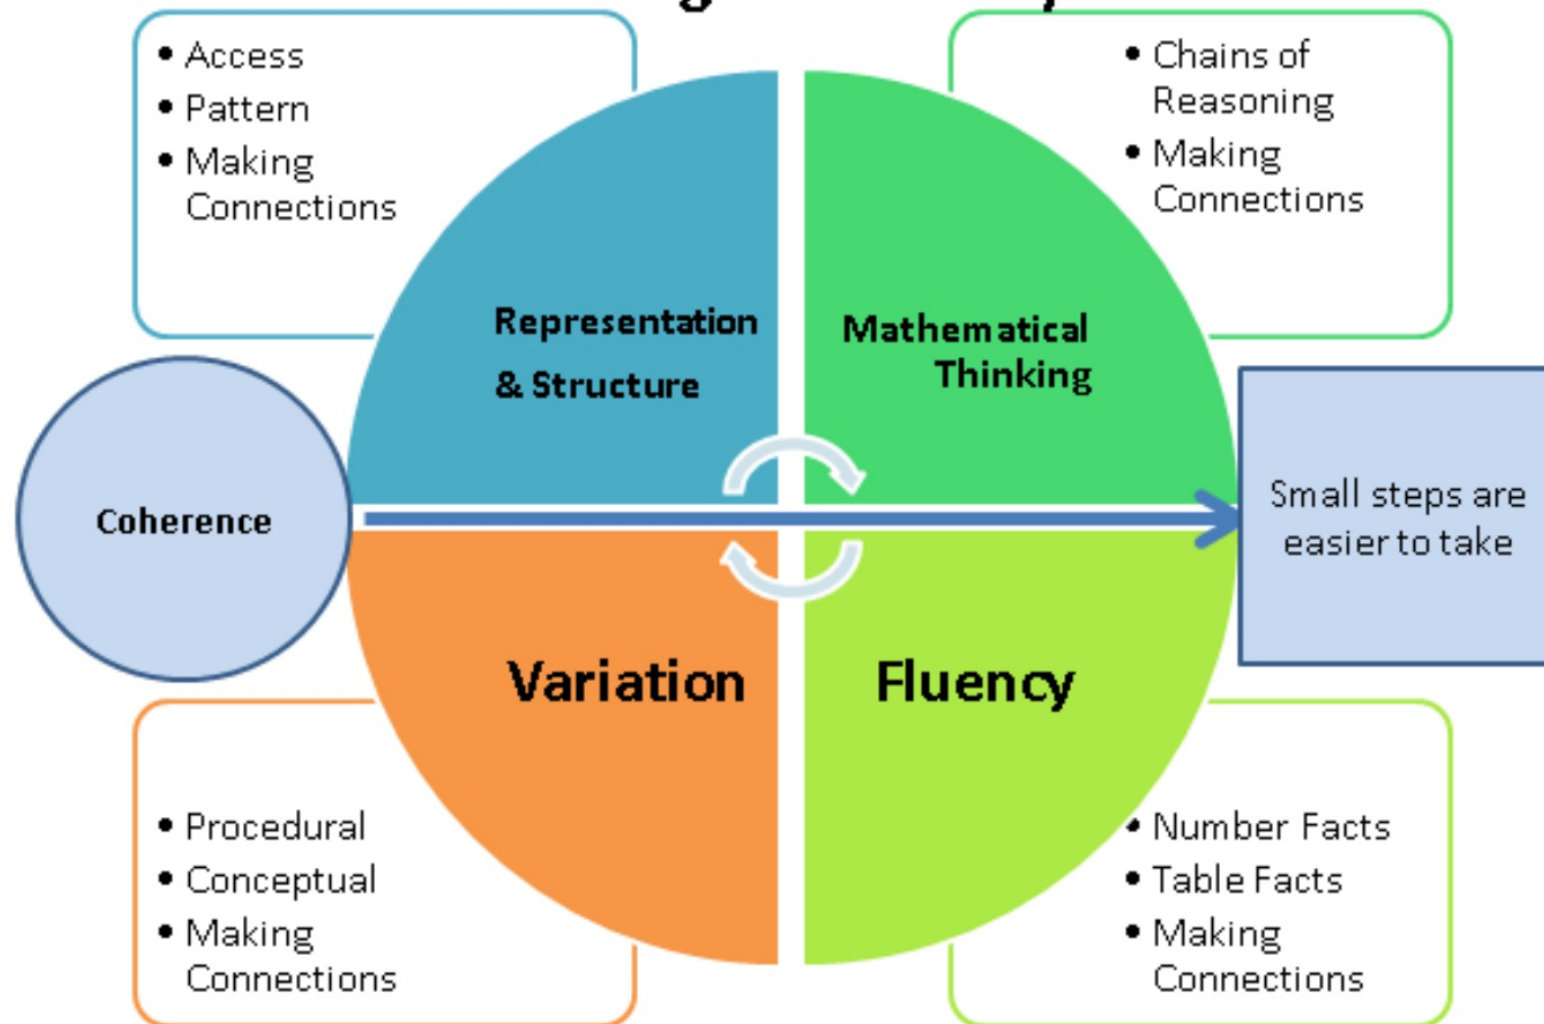 • Access
• Pattern
• Making
Connections
• Chains of
Reasoning
• Making
Connections
Representation
& Structure
Mathematical
Thinking
Coherence
Small steps are
easier to take
Variation
Fluency
• Procedural
• Conceptual
• Making
Connections
• Number Facts
• Table Facts
• Making
Connections